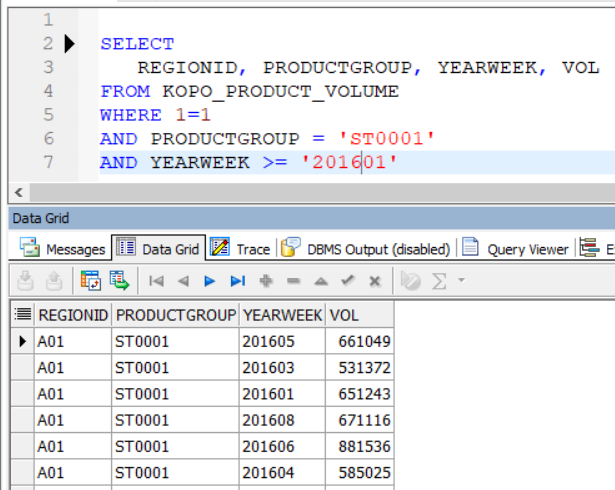 1
2 SELECT
3 REGIONID, PRODUCTGROUP, YEARWEEK, VOL
4 FROM KOPO_PRODUCT_VOLUME
5 WHERE 1=1
6 AND PRODUCTGROUP = 'ST0001'
7 AND YEARWEEK >= '201601'
Data Grid
Messages Data Grid Trace DBMS Output (disabled) Query Viewer
REGIONID PRODUCTGROUP YEARWEEK VOL
A01 ST0001 201605 661049
A01 ST0001 201603 531372
A01 ST0001 201601 651243
A01 ST0001 201608 671116
A01 ST0001 201606 881536
A01 ST0001 201604 585025